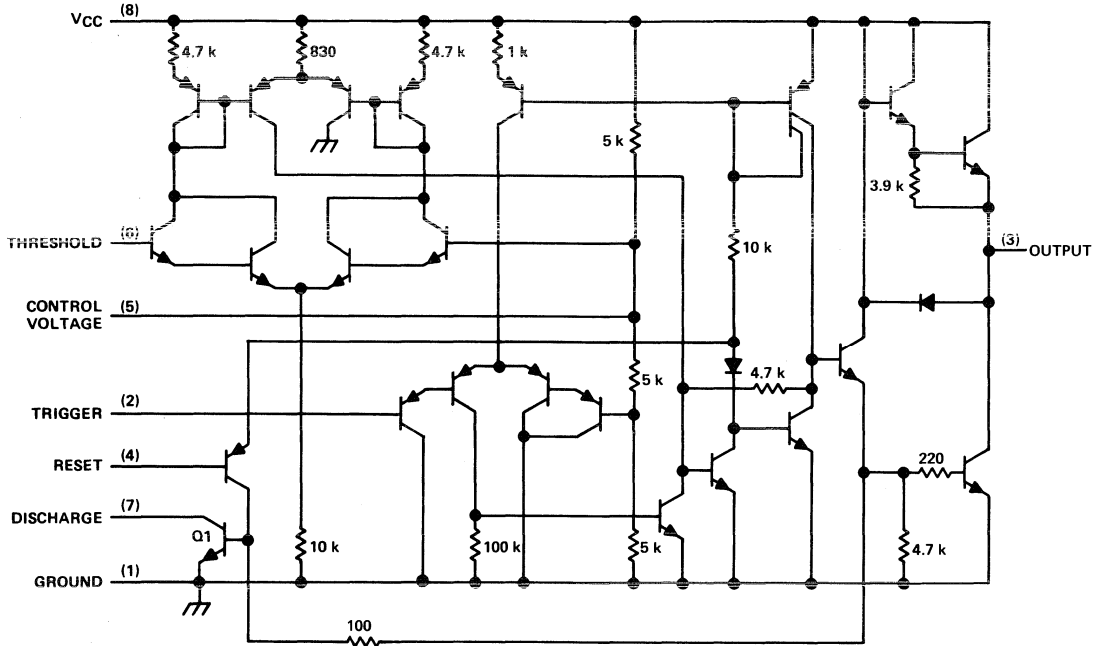 VCC (8)
4.7 k
830
4.7 k
1 k
5 k
3.9 k
THRESHOLD (6)
10 k
(3) OUTPUT
CONTROL VOLTAGE (5)
5 k
4.7 k
TRIGGER (2)
RESET (4)
220
DISCHARGE (7)
Q1
10 k
100 k
5 k
4.7 k
GROUND (1)
100